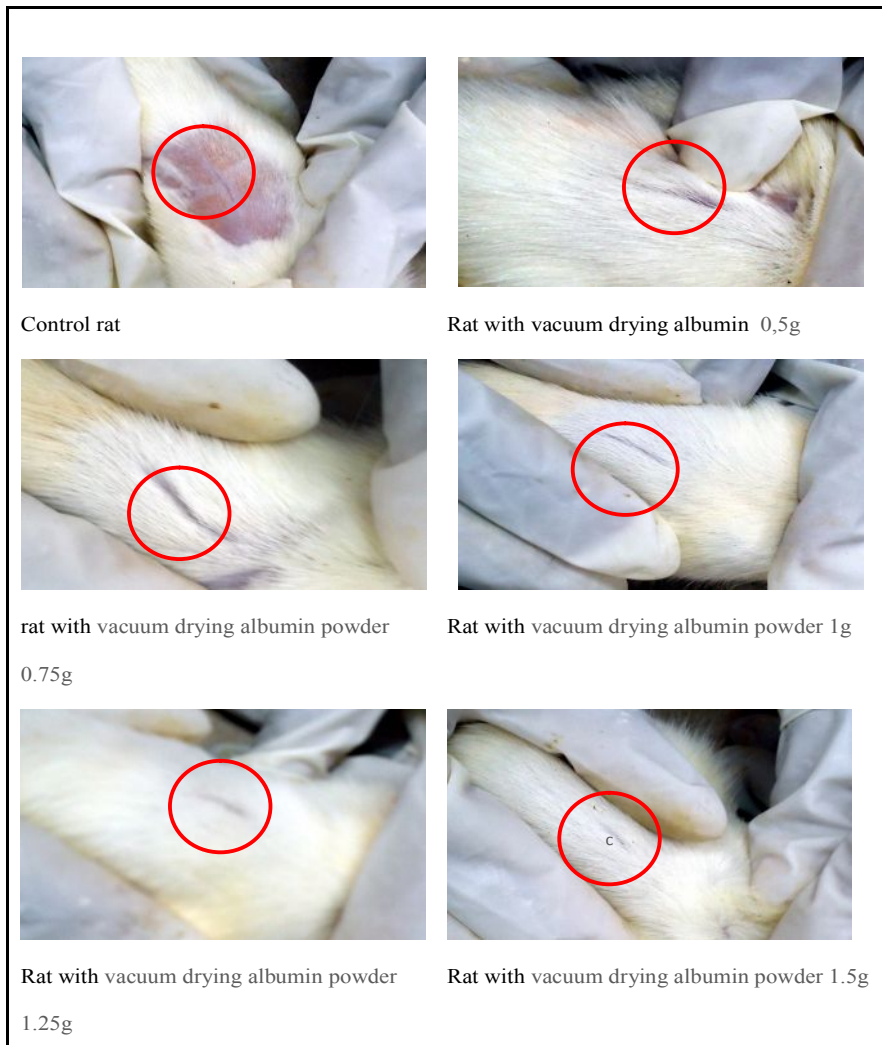 Control rat
Rat with vacuum drying albumin 0,5g
rat with vacuum drying albumin powder
0.75g
Rat with vacuum drying albumin powder 1g
C
Rat with vacuum drying albumin powder
1.25g
Rat with vacuum drying albumin powder 1.5g